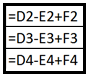 =D2-E2+F2
=D3-E3+F3
=D4-E4+F4